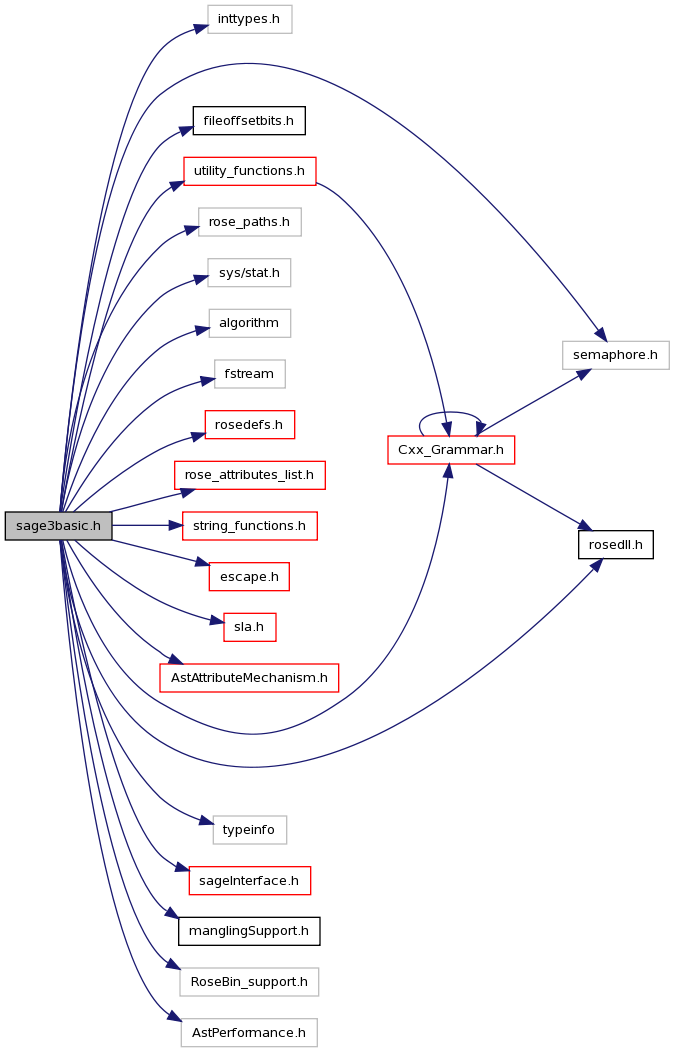 inttypes.h
fileoffsetbits.h
utility_functions.h
rose_paths.h
sys/stat.h
algorithm
fstream
semaphore.h
rosedefs.h
Cxx_Grammar.h
rose_attributes_list.h
sage3basic.h
string_functions.h
rosedll.h
escape.h
sla.h
AstAttributeMechanism.h
typeinfo
sageInterface.h
manglingSupport.h
RoseBin_support.h
AstPerformance.h